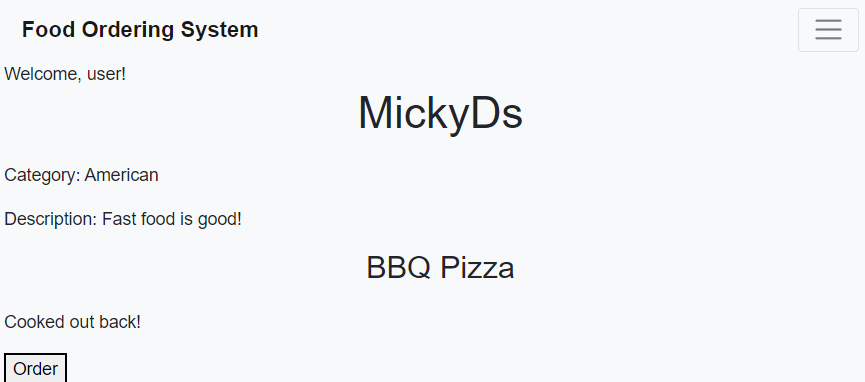 Food Ordering System
Welcome, user!
MickyDs
Category: American
Description: Fast food is good!
BBQ Pizza
Cooked out back!
Order